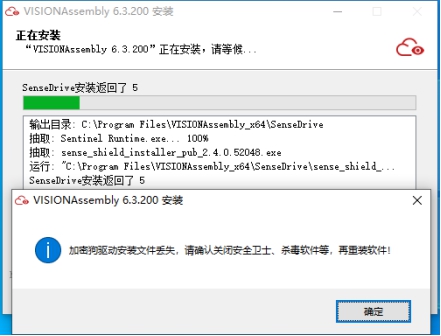 VISIONAssembly 6.3.200 安装
正在安装
“VISIONAssembly 6.3.200”正在安装，请等候...
SenseDrive安装返回了 5
输出目录: C:\Program Files\VISIONAssembly_x64\SenseDrive
抽取: Sentinel Runtime.exe... 100%
抽取: sense_shield_installer_pub_2.4.0.52048.exe
运行: "C:\Program Files\VISIONAssembly_x64\SenseDrive\sense_shield_...
SenseDrive安装返回了 5
VISIONAssembly 6.3.200 安装
加密狗驱动安装文件丢失，请确认关闭安全卫士、杀毒软件等，再重装软件！
确定